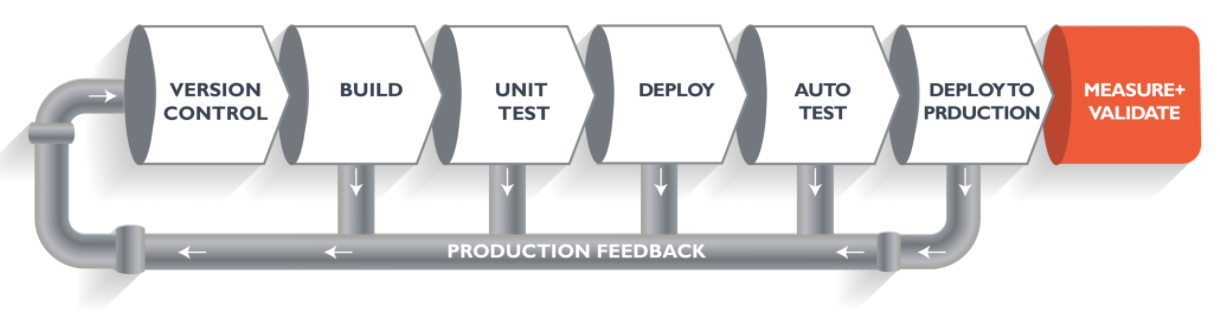 VERSION
CONTROL
BUILD
UNIT
TEST
DEPLOY
AUTO
TEST
DEPLOY TO
PRDUCTION
MEASURE+
VALIDATE
PRODUCTION FEEDBACK